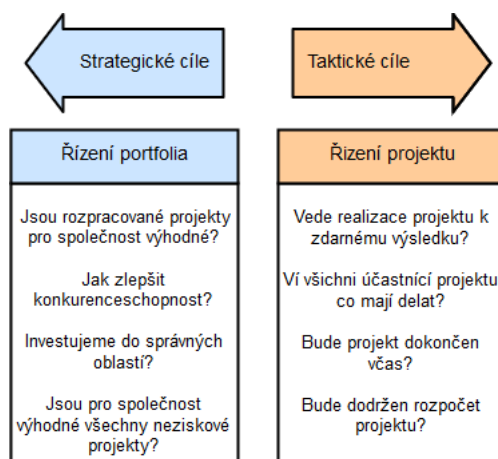 Strategické cíle
Taktické cíle
Řízení portfolia
Jsou rozpracované projekty
pro společnost výhodné?
Jak zlepšit
konkurenceschopnost?
Investujeme do správných
oblastí?
Jsou pro společnost
výhodné všechny neziskové
projekty?
Řizení projektu
Vede realizace projektu k
zdarnému výsledku?
Ví všichni účastnící projektu
co mají delat?
Bude projekt dokončen
včas?
Bude dodržen rozpočet
projektu?